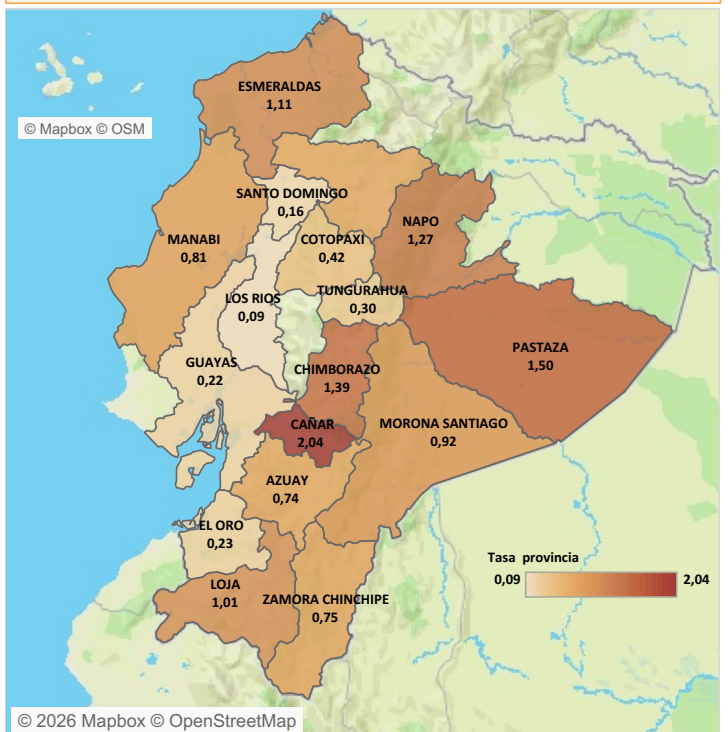 ESMERALDAS
1,11
© Mapbox © OSM
SANTO DOMINGO
0,16
NAPO
1,27
MANABI
0,81
COTOPAXI
0,42
TUNGURAHUA
0,30
LOS RIOS
0,09
PASTAZA
1,50
GUAYAS
0,22
CHIMBORAZO
1,39
CAÑAR
2,04
MORONA SANTIAGO
0,92
AZUAY
0,74
EL ORO
0,23
Tasa provincia
0,09 2,04
LOJA
1,01
ZAMORA CHINCHIPE
0,75
© 2026 Mapbox © OpenStreetMap